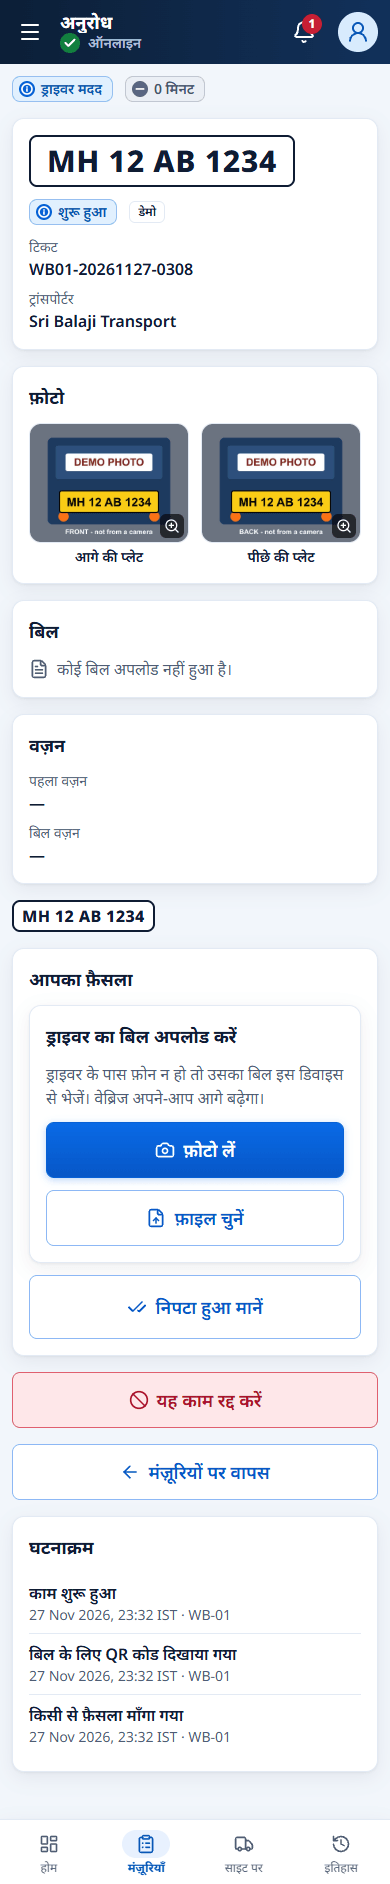 अनुरोध
ऑनलाइन
1
ड्राइवर मदद
0 मिनट
MH 12 AB 1234
शुरू हुआ
डेमो
टिकट
WB01-20261127-0308
ट्रांसपोर्टर
Sri Balaji Transport
फ़ोटो
DEMO PHOTO
MH 12 AB 1234
FRONT - not from a camera
आगे की प्लेट
DEMO PHOTO
MH 12 AB 1234
BACK - not from a camera
पीछे की प्लेट
बिल
कोई बिल अपलोड नहीं हुआ है।
वज़न
पहला वज़न
—
बिल वज़न
—
MH 12 AB 1234
आपका फ़ैसला
ड्राइवर का बिल अपलोड करें
ड्राइवर के पास फ़ोन न हो तो उसका बिल इस डिवाइस
से भेजें। वेब्रिज अपने-आप आगे बढ़ेगा।
फ़ोटो लें
फ़ाइल चुनें
निपटा हुआ मानें
यह काम रद्द करें
मंज़ूरियों पर वापस
घटनाक्रम
काम शुरू हुआ
27 Nov 2026, 23:32 IST · WB-01
बिल के लिए QR कोड दिखाया गया
27 Nov 2026, 23:32 IST · WB-01
किसी से फ़ैसला माँगा गया
27 Nov 2026, 23:32 IST · WB-01
होम
मंज़ूरियाँ
साइट पर
इतिहास